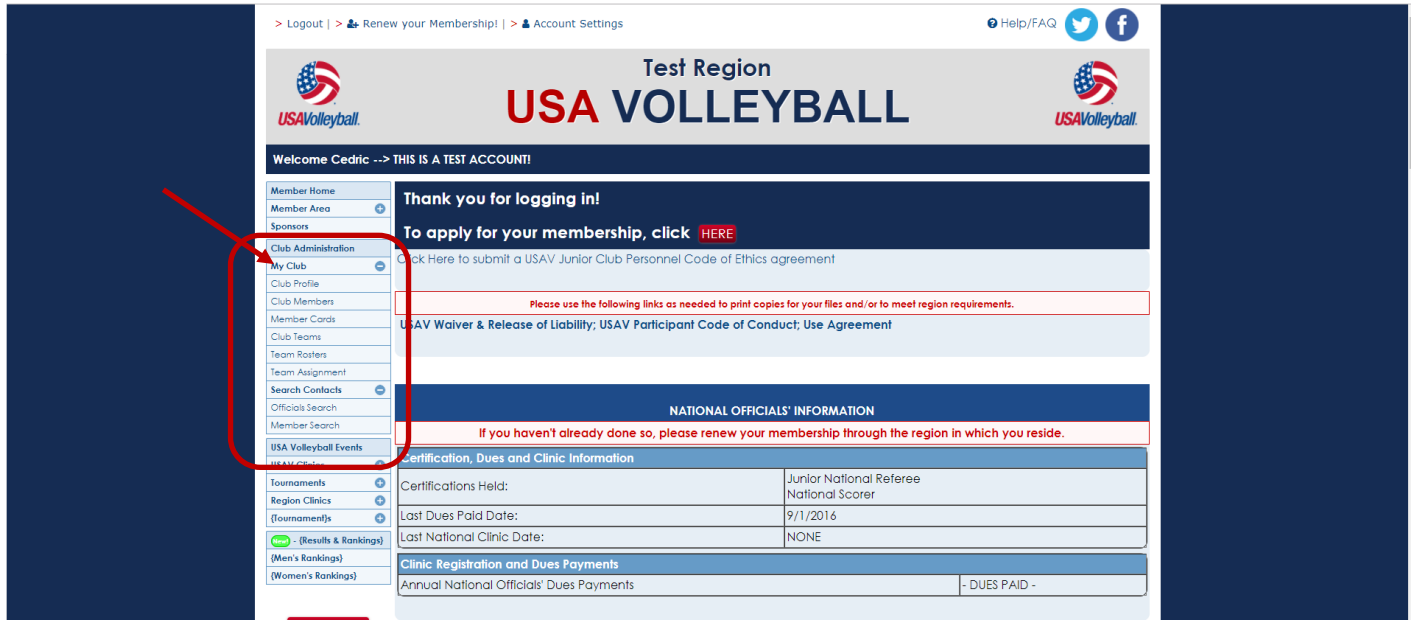 > Logout | > Renew your Membership! | > Account Settings
Help/FAQ
Test Region
USA VOLLEYBALL
USAVolleyball.
USAVolleyball.
Welcome Cedric --> THIS IS A TEST ACCOUNT!
Member Home
Member Area
Sponsors
Club Administration
My Club
Club Profile
Club Members
Member Cards
Club Teams
Team Rosters
Team Assignment
Search Contacts
Officials Search
Member Search
USA Volleyball Events
USAV Clinics
Tournaments
Region Clinics
{Tournament}s
New! - {Results & Rankings}
{Men's Rankings}
{Women's Rankings}
Thank you for logging in!
To apply for your membership, click HERE
Click Here to submit a USAV Junior Club Personnel Code of Ethics agreement
Please use the following links as needed to print copies for your files and/or to meet region requirements.
USAV Waiver & Release of Liability; USAV Participant Code of Conduct; Use Agreement
NATIONAL OFFICIALS' INFORMATION
If you haven't already done so, please renew your membership through the region in which you reside.
Certification, Dues and Clinic Information
Certifications Held:
Junior National Referee
National Scorer
Last Dues Paid Date:
9/1/2016
Last National Clinic Date:
NONE
Clinic Registration and Dues Payments
Annual National Officials' Dues Payments
- DUES PAID -